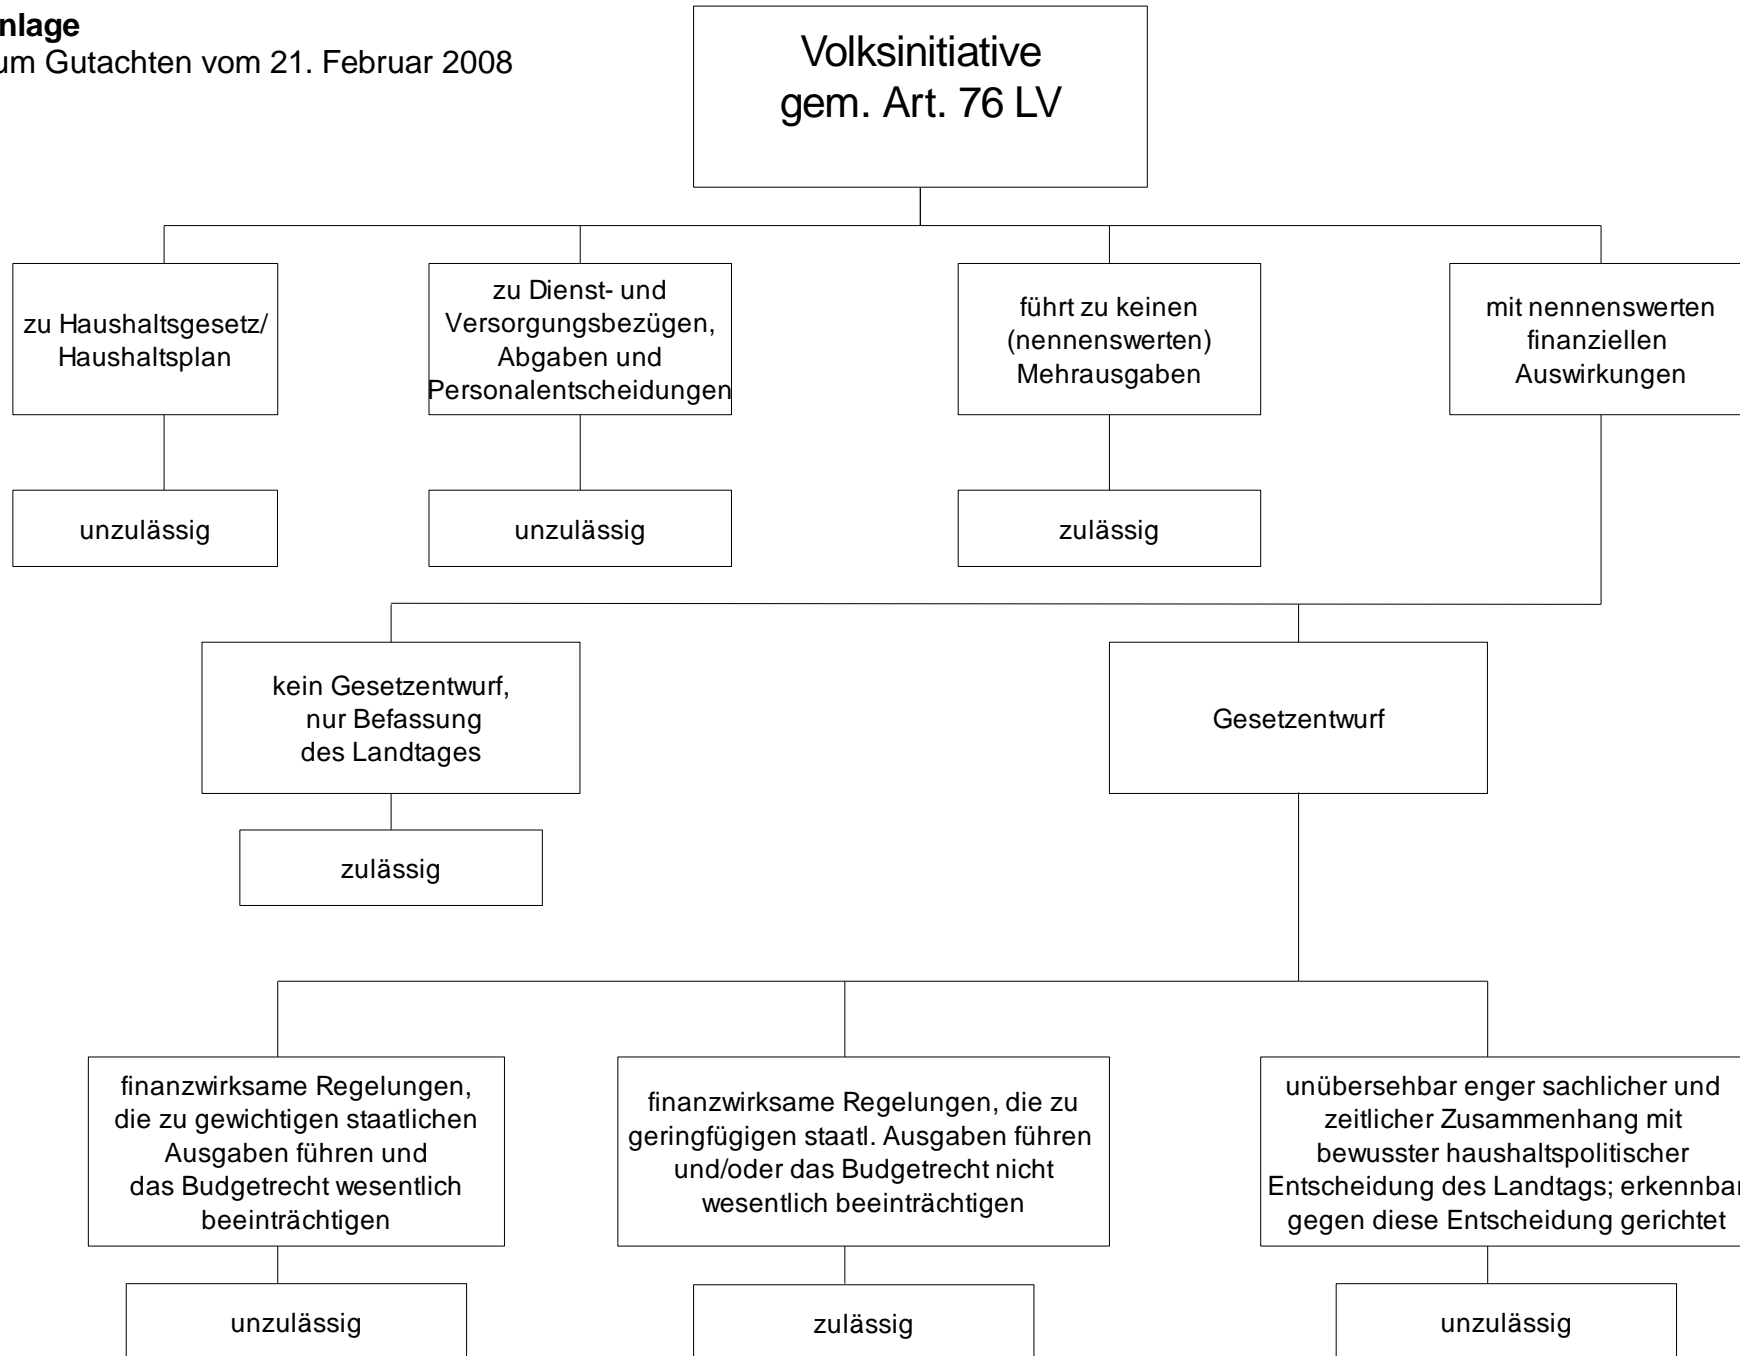 nlage
um Gutachten vom 21. Februar 2008
Volksinitiative
gem. Art. 76 LV
zu Haushaltsgesetz/
Haushaltsplan
zu Dienst- und
Versorgungsbezügen,
Abgaben und
Personalentscheidungen
führt zu keinen
(nennenswerten)
Mehrausgaben
mit nennenswerten
finanziellen
Auswirkungen
unzulässig
unzulässig
zulässig
kein Gesetzentwurf,
nur Befassung
des Landtages
Gesetzentwurf
zulässig
finanzwirksame Regelungen,
die zu gewichtigen staatlichen
Ausgaben führen und
das Budgetrecht wesentlich
beeinträchtigen
finanzwirksame Regelungen, die zu
geringfügigen staatl. Ausgaben führen
und/oder das Budgetrecht nicht
wesentlich beeinträchtigen
unübersehbar enger sachlicher und
zeitlicher Zusammenhang mit
bewusster haushaltspolitischer
Entscheidung des Landtags; erkennbar
gegen diese Entscheidung gerichtet
unzulässig
zulässig
unzulässig